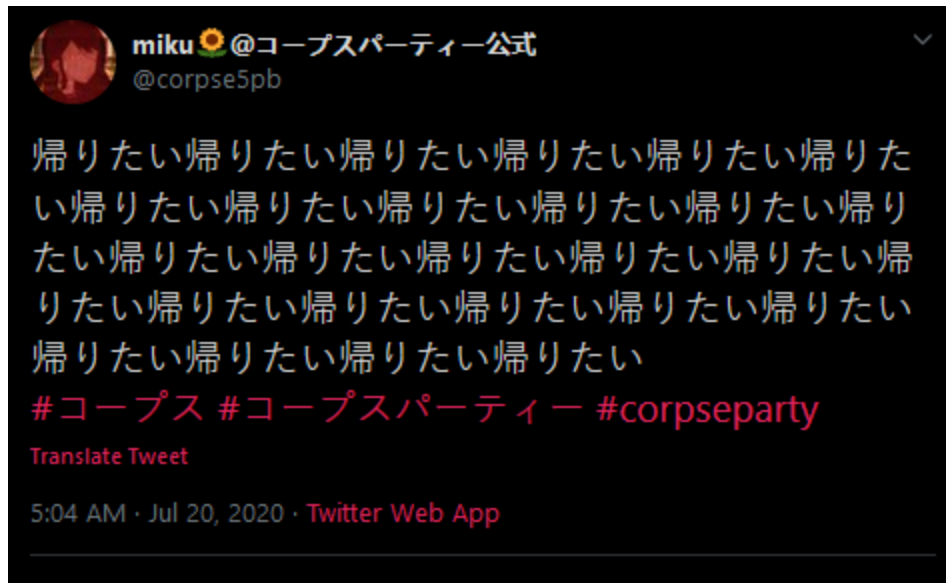 miku🌻@コープスパーティー公式
@corpse5pb
帰りたい帰りたい帰りたい帰りたい帰りたい帰りた
い帰りたい帰りたい帰りたい帰りたい帰りたい帰り
たい帰りたい帰りたい帰りたい帰りたい帰りたい帰
りたい帰りたい帰りたい帰りたい帰りたい帰りたい
帰りたい帰りたい帰りたい帰りたい
#コープス #コープスパーティー #corpseparty
Translate Tweet
5:04 AM · Jul 20, 2020 · Twitter Web App